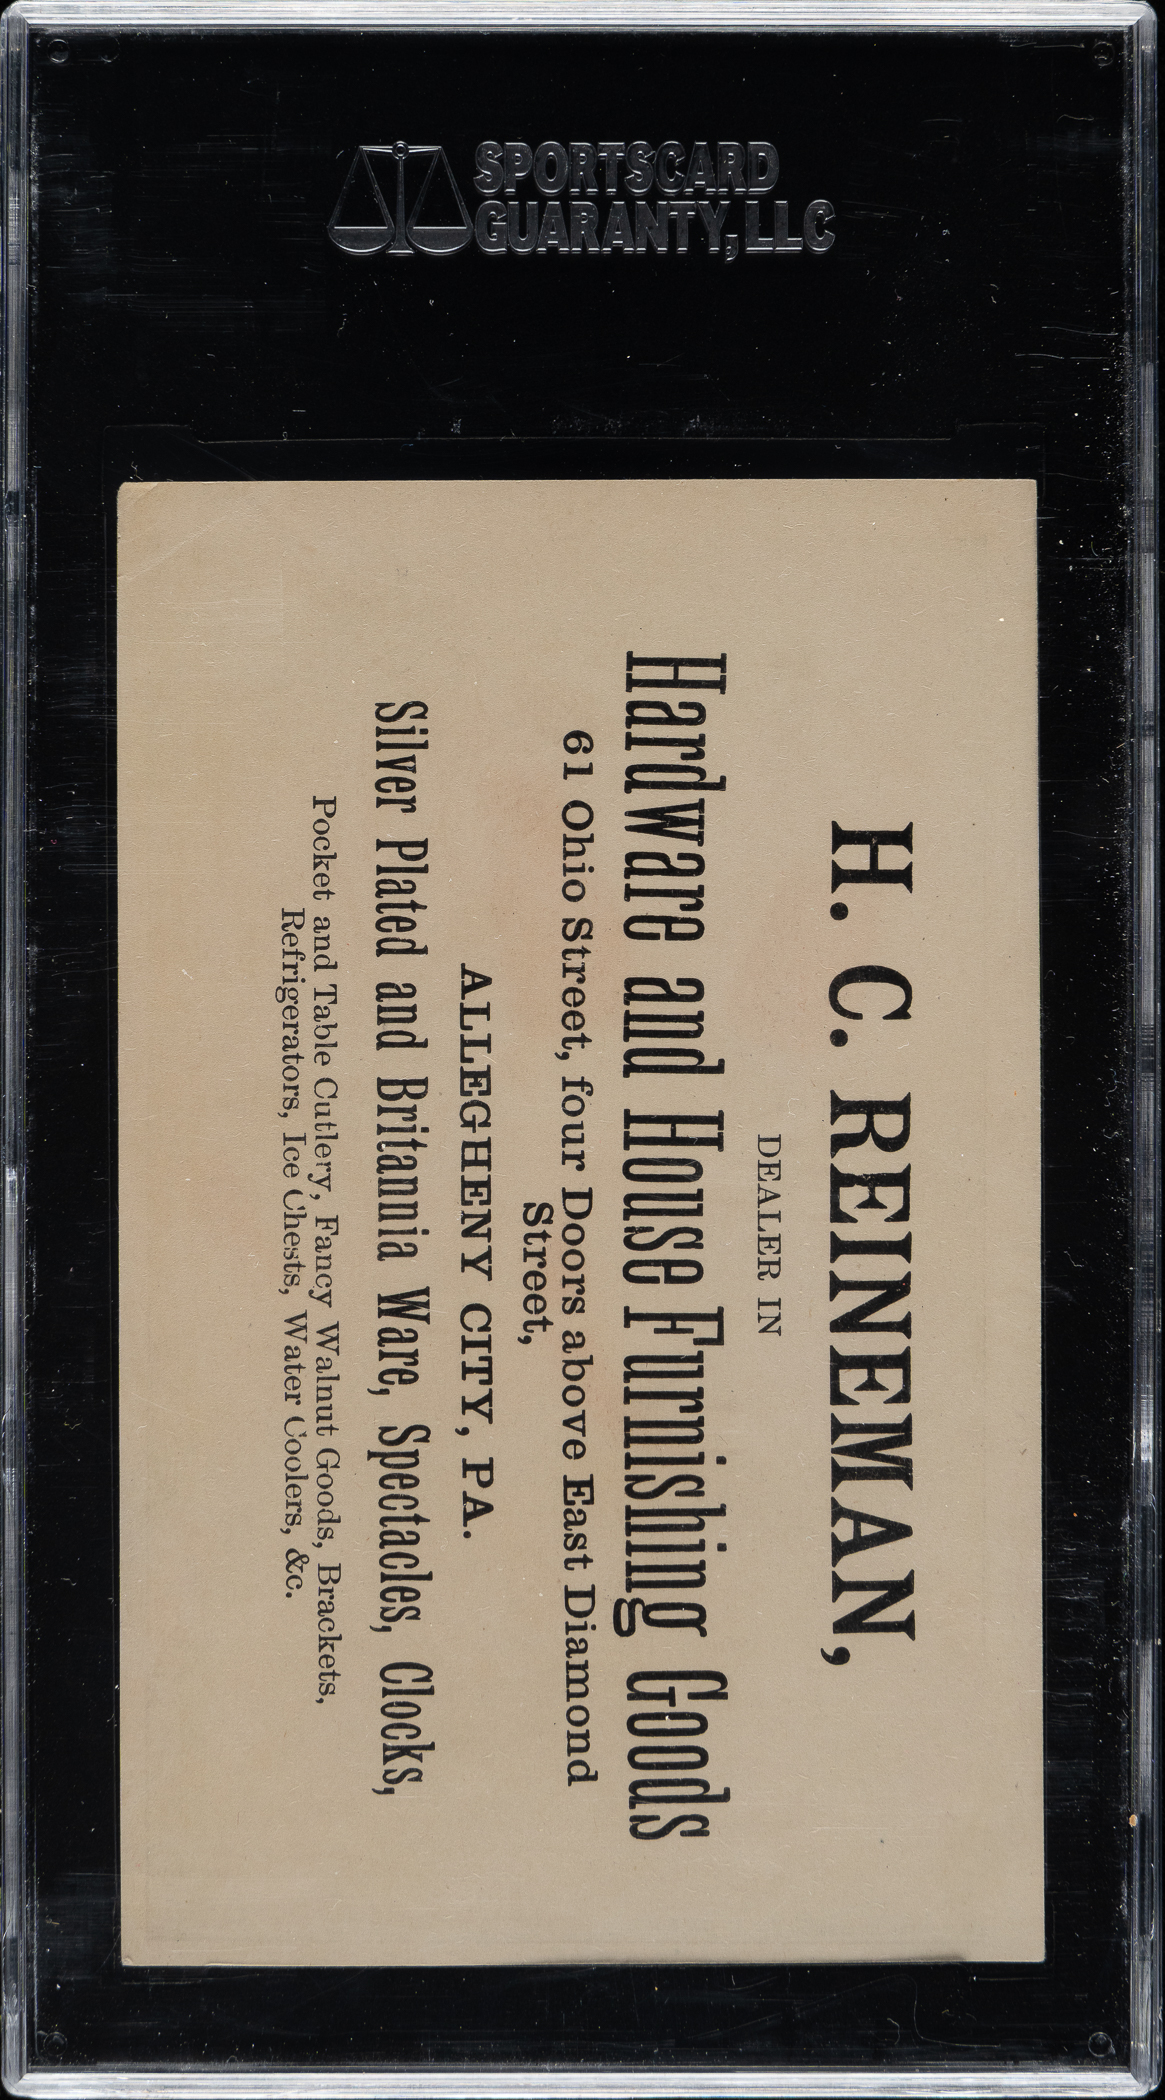 SPORTSCARD
GUARANTY, LLC
H. C. REINEMAN,
DEALER IN
Hardware and House Furnishing Goods
61 Ohio Street, four Doors above East Diamond
Street,
ALLEGHENY CITY, PA.
Silver Plated and Britannia Ware, Spectacles, Clocks,
Pocket and Table Cutlery, Fancy Walnut Goods, Brackets,
Refrigerators, Ice Chests, Water Coolers, &c.